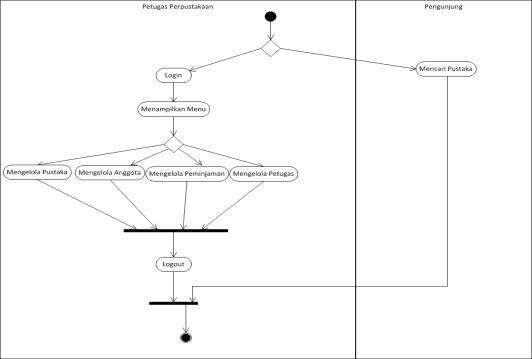 Petugas Perpustakaan
Pengunjung
Login
Mencari Pustaka
Menampilkan Menu
Mengelola Pustaka
Mengelola Anggota
Mengelola Peminjaman
Mengelola Petugas
Logout